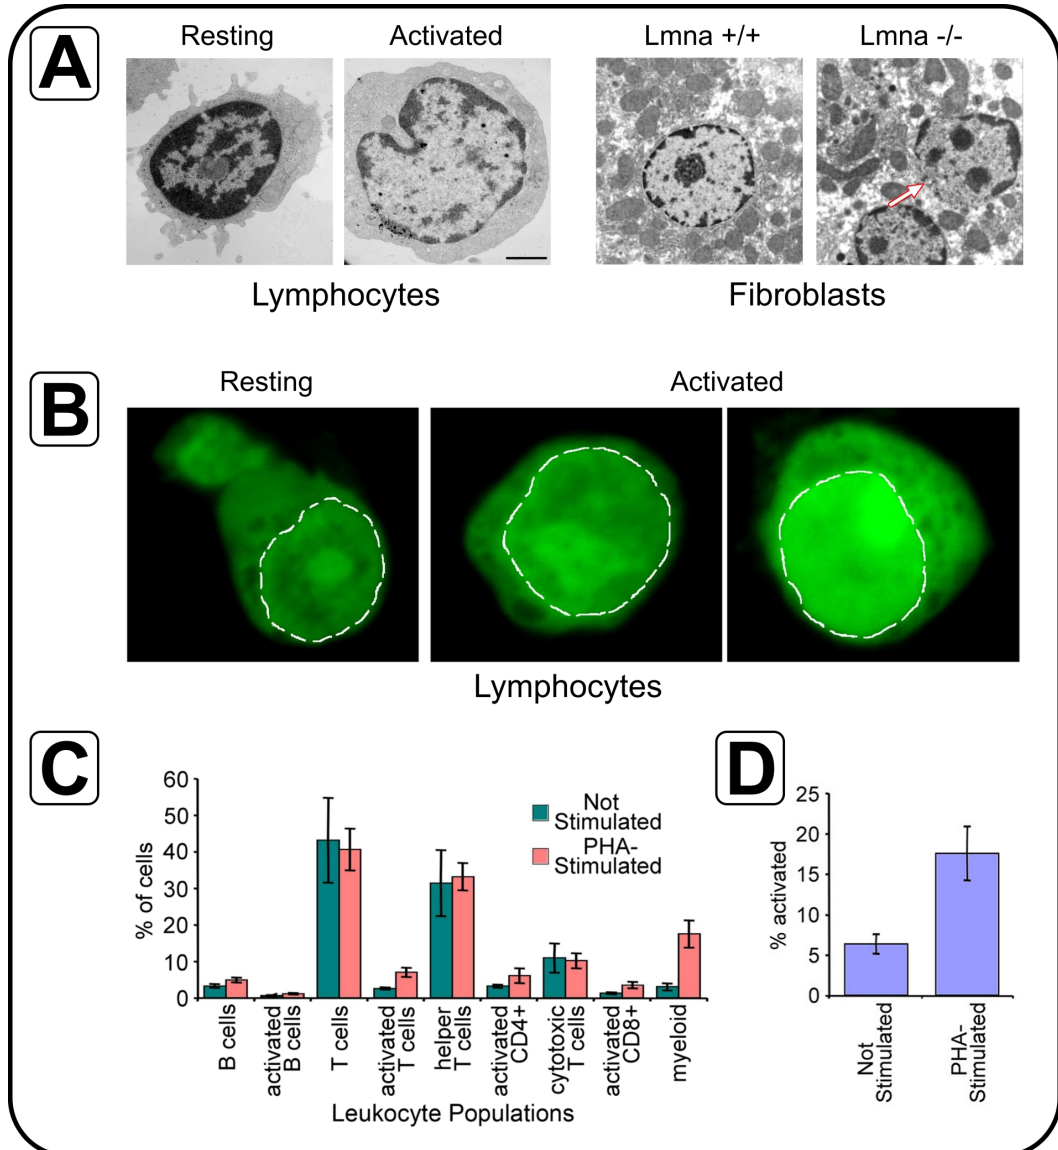 A
Resting
Activated
Lmna +/+
Lmna -/-
Lymphocytes
Fibroblasts
B
Resting
Activated
Lymphocytes
C
% of cells
60
50
40
30
20
10
0
Not
Stimulated
PHA-
Stimulated
B cells
activated
B cells
T cells
activated
T cells
helper
T cells
activated
CD4+
cytotoxic
T cells
activated
CD8+
myeloid
Leukocyte Populations
D
% activated
25
20
15
10
5
0
Not
Stimulated
PHA-
Stimulated